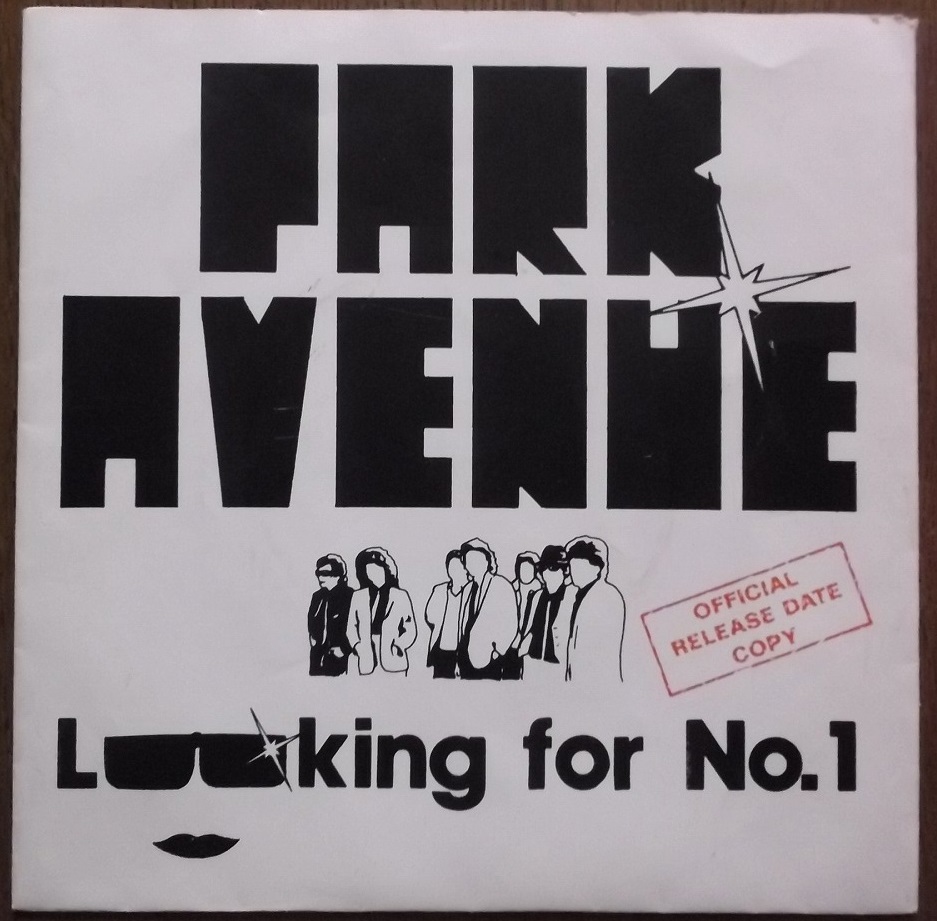 PARK
AVENUE
OFFICIAL
RELEASE DATE
COPY
Looking for No.1